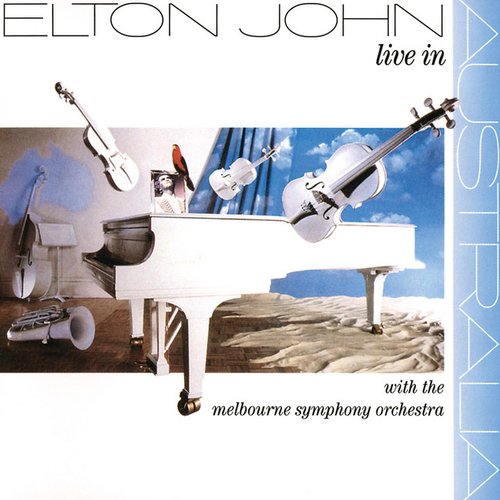 ELTON JOHN
live in
AUSTRALIA
with the
melbourne symphony orchestra